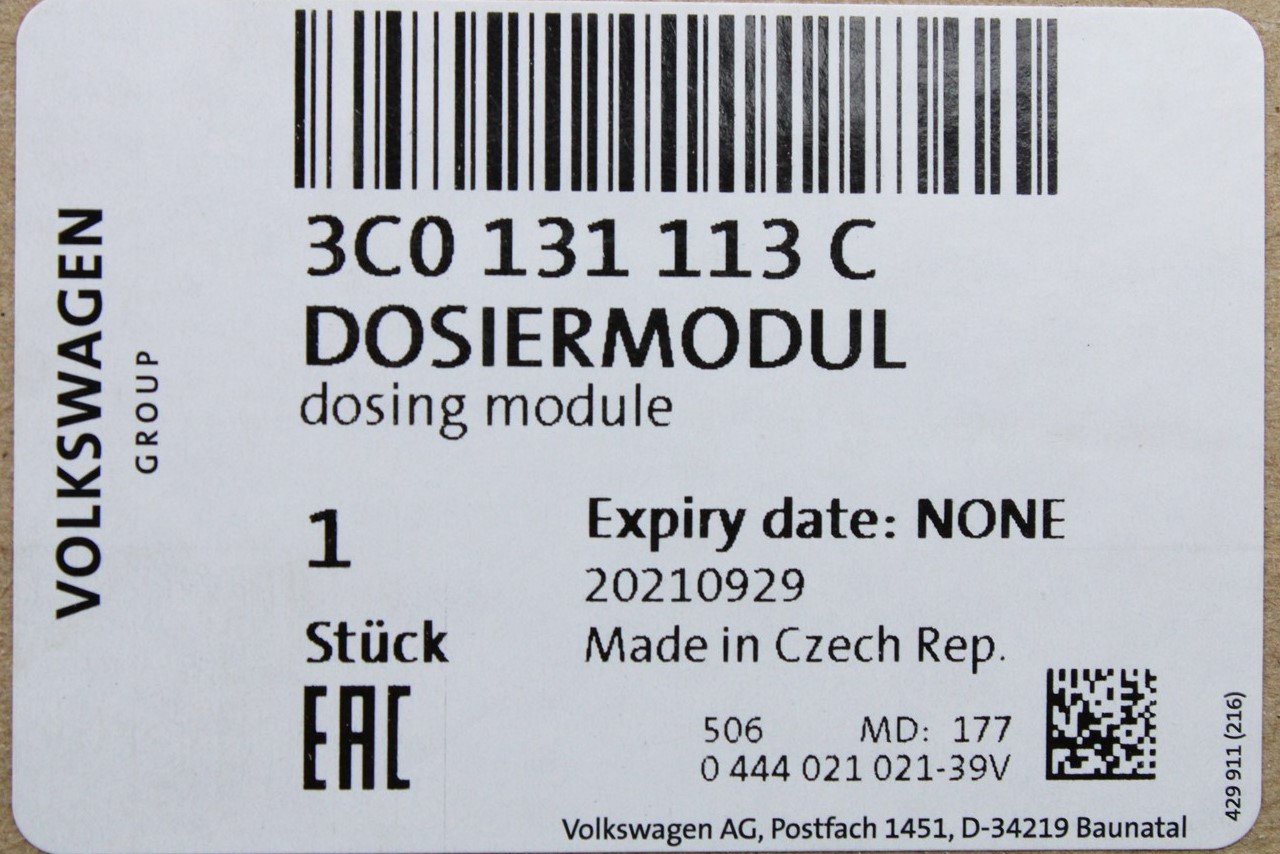 VOLKSWAGEN
GROUP
3C0 131 113 C
DOSIERMODUL
dosing module
1
Stück
EAC
Expiry date: NONE
20210929
Made in Czech Rep.
506 MD: 177
0 444 021 021-39V
429 911 (216)
Volkswagen AG, Postfach 1451, D-34219 Baunatal